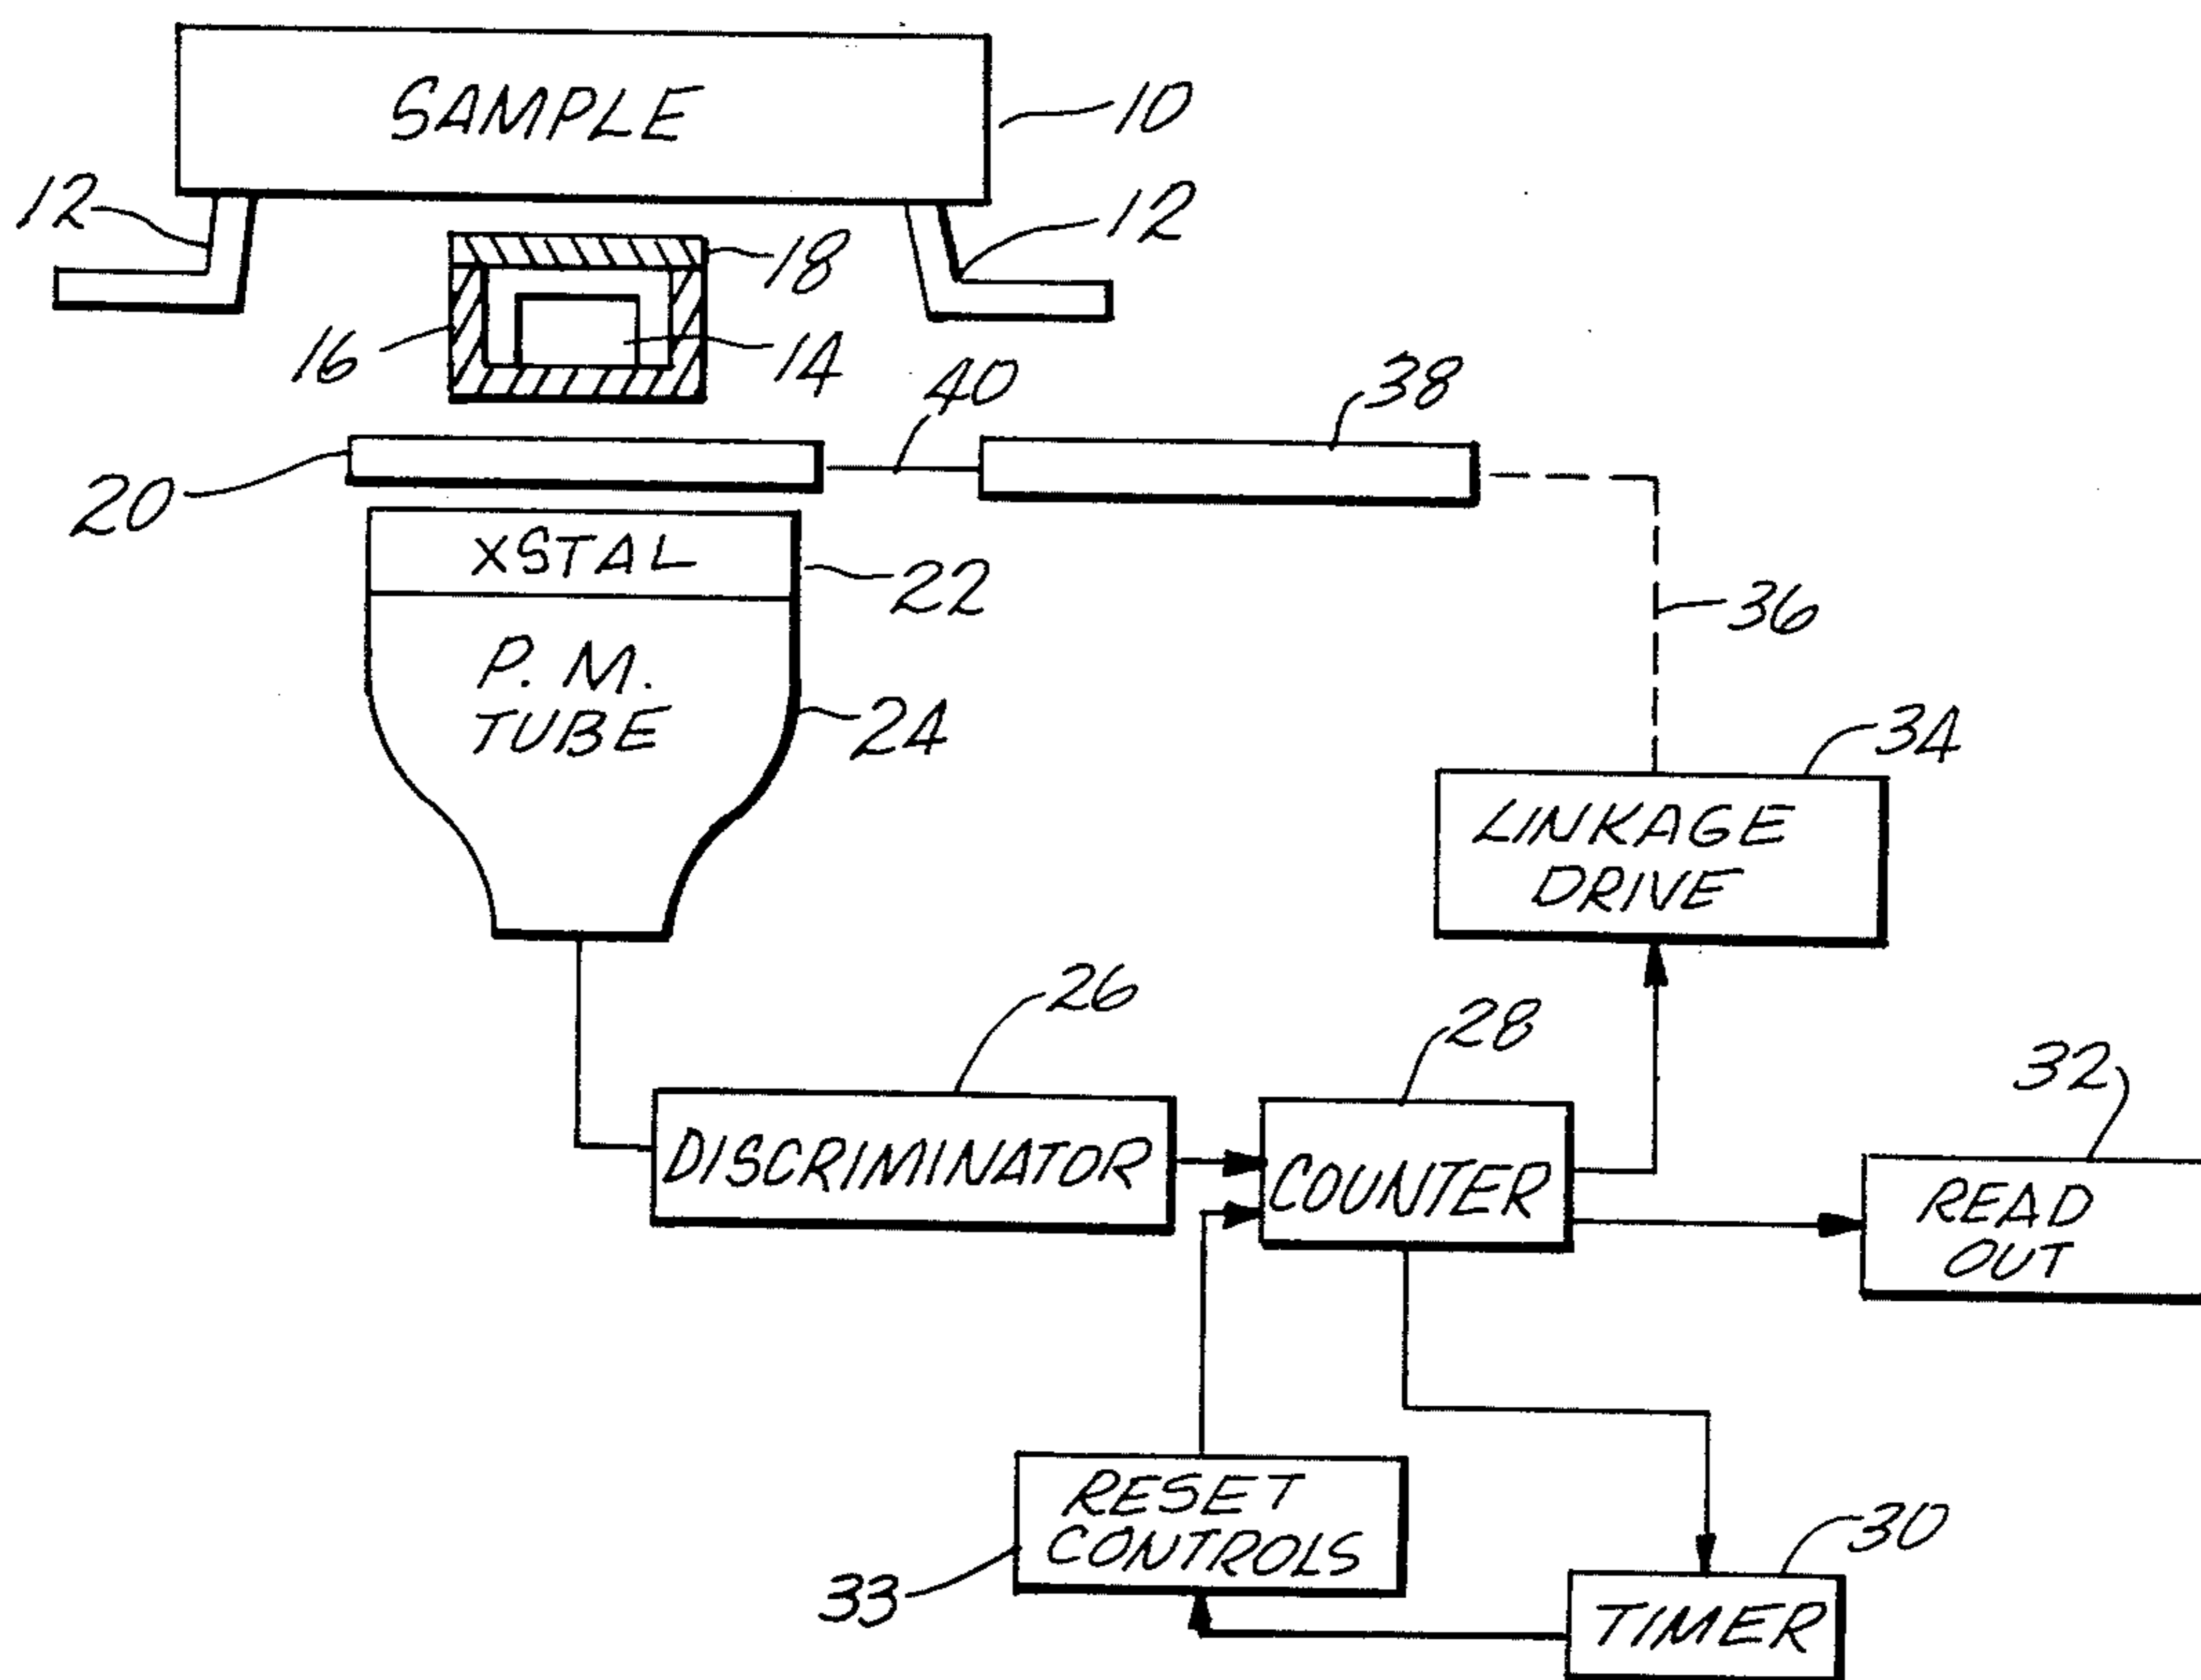 SAMPLE
10
12
12
18
16
14
40
38
20
XSTAL
22
36
P. M.
TUBE
24
34
LINKAGE
DRIVE
26
28
32
DISCRIMINATOR
COUNTER
READ
OUT
RESET
CONTROLS
33
30
TIMER